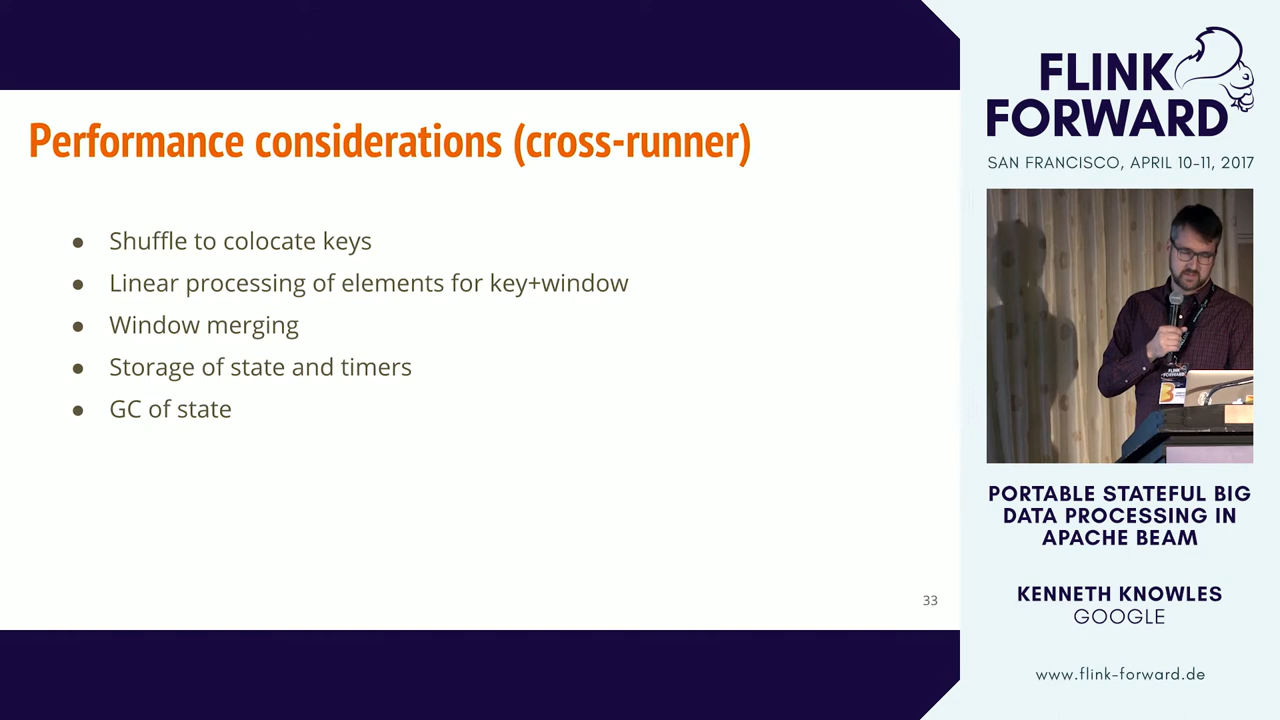 Performance considerations (cross-runner)
● Shuffle to colocate keys
● Linear processing of elements for key+window
● Window merging
● Storage of state and timers
● GC of state
33
FLINK
FORWARD
SAN FRANCISCO, APRIL 10-11, 2017
PORTABLE STATEFUL BIG
DATA PROCESSING IN
APACHE BEAM
KENNETH KNOWLES
GOOGLE
www.flink-forward.de